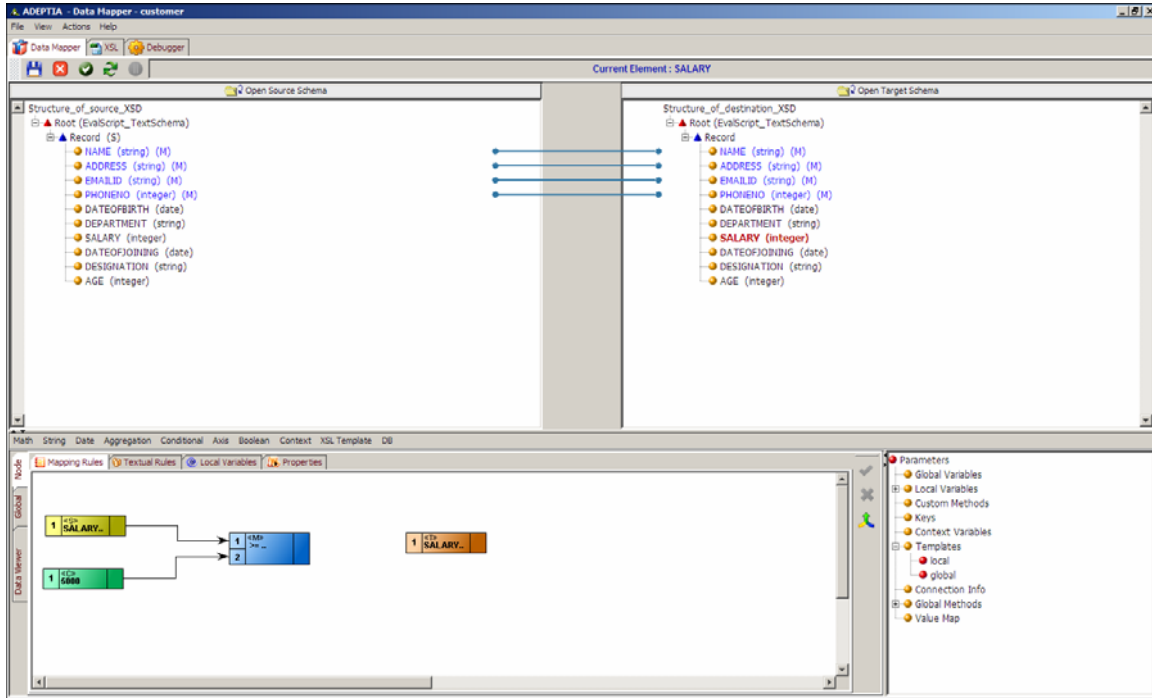 ADEPTIA - Data Mapper - customer
File View Actions Help
Data Mapper XSL Debugger
Current Element : SALARY
Open Source Schema Open Target Schema
Structure_of_source_XSD
Root (EvalScript_TextSchema)
Record (S)
NAME (string) (M)
ADDRESS (string) (M)
EMAILID (string) (M)
PHONENO (integer) (M)
DATEOFBIRTH (date)
DEPARTMENT (string)
SALARY (integer)
DATEOFJOINING (date)
DESIGNATION (string)
AGE (integer)
Structure_of_destination_XSD
Root (EvalScript_TextSchema)
Record
NAME (string) (M)
ADDRESS (string) (M)
EMAILID (string) (M)
PHONENO (integer) (M)
DATEOFBIRTH (date)
DEPARTMENT (string)
SALARY (integer)
DATEOFJOINING (date)
DESIGNATION (string)
AGE (integer)
Math String Date Aggregation Conditional Axis Boolean Context XSL Template DB
Node
Global
Data Viewer
Mapping Rules Textual Rules Local Variables Properties
1 <S> SALARY..
1 <C> 5000
1 <M> >= ..
2
1 <T> SALARY..
Parameters
Global Variables
Local Variables
Custom Methods
Keys
Context Variables
Templates
local
global
Connection Info
Global Methods
Value Map